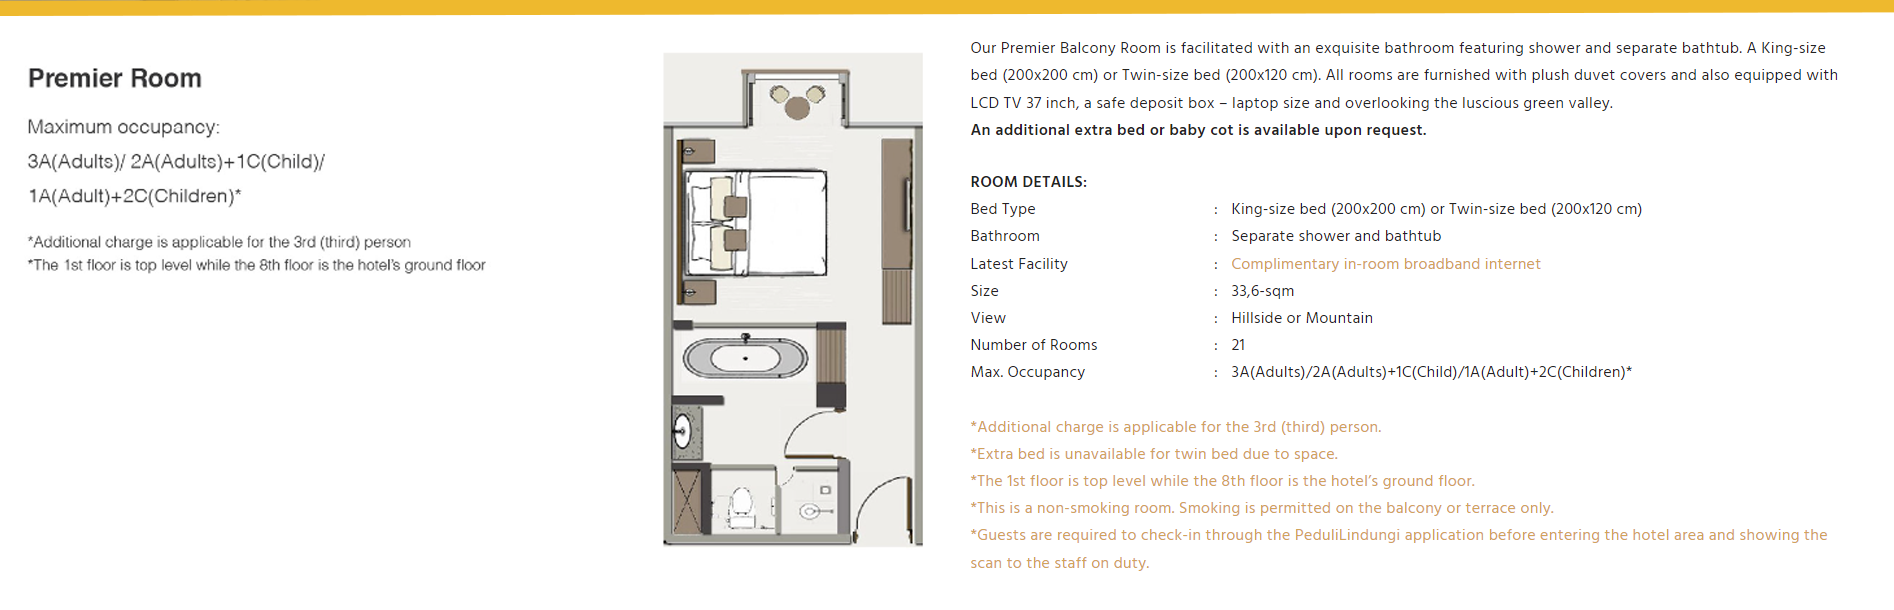 Premier Room
Maximum occupancy:
3A(Adults)/ 2A(Adults)+1C(Child)/
1A(Adult)+2C(Children)*
*Additional charge is applicable for the 3rd (third) person
*The 1st floor is top level while the 8th floor is the hotel's ground floor
Our Premier Balcony Room is facilitated with an exquisite bathroom featuring shower and separate bathtub. A King-size
bed (200x200 cm) or Twin-size bed (200x120 cm). All rooms are furnished with plush duvet covers and also equipped with
LCD TV 37 inch, a safe deposit box – laptop size and overlooking the luscious green valley.
An additional extra bed or baby cot is available upon request.
ROOM DETAILS:
Bed Type : King-size bed (200x200 cm) or Twin-size bed (200x120 cm)
Bathroom : Separate shower and bathtub
Latest Facility : Complimentary in-room broadband internet
Size : 33,6-sqm
View : Hillside or Mountain
Number of Rooms : 21
Max. Occupancy : 3A(Adults)/2A(Adults)+1C(Child)/1A(Adult)+2C(Children)*
*Additional charge is applicable for the 3rd (third) person.
*Extra bed is unavailable for twin bed due to space.
*The 1st floor is top level while the 8th floor is the hotel's ground floor.
*This is a non-smoking room. Smoking is permitted on the balcony or terrace only.
*Guests are required to check-in through the PeduliLindungi application before entering the hotel area and showing the
scan to the staff on duty.